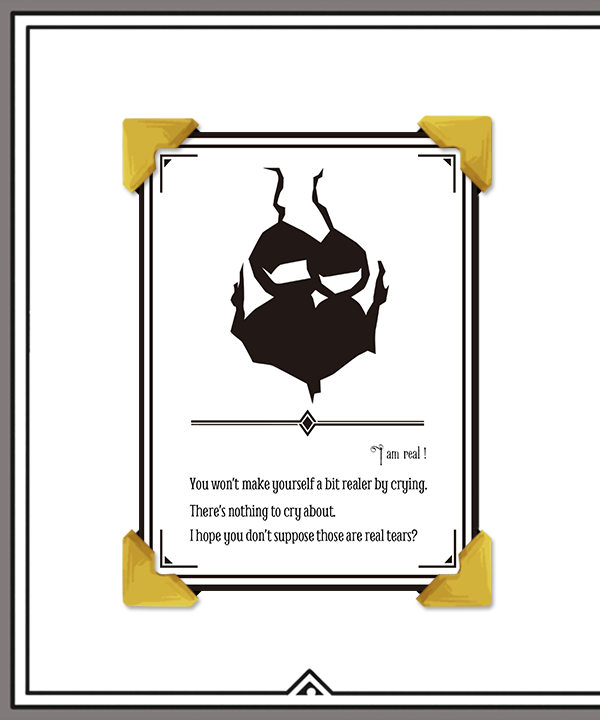 I am real !
You won't make yourself a bit realer by crying.
There's nothing to cry about.
I hope you don't suppose those are real tears?